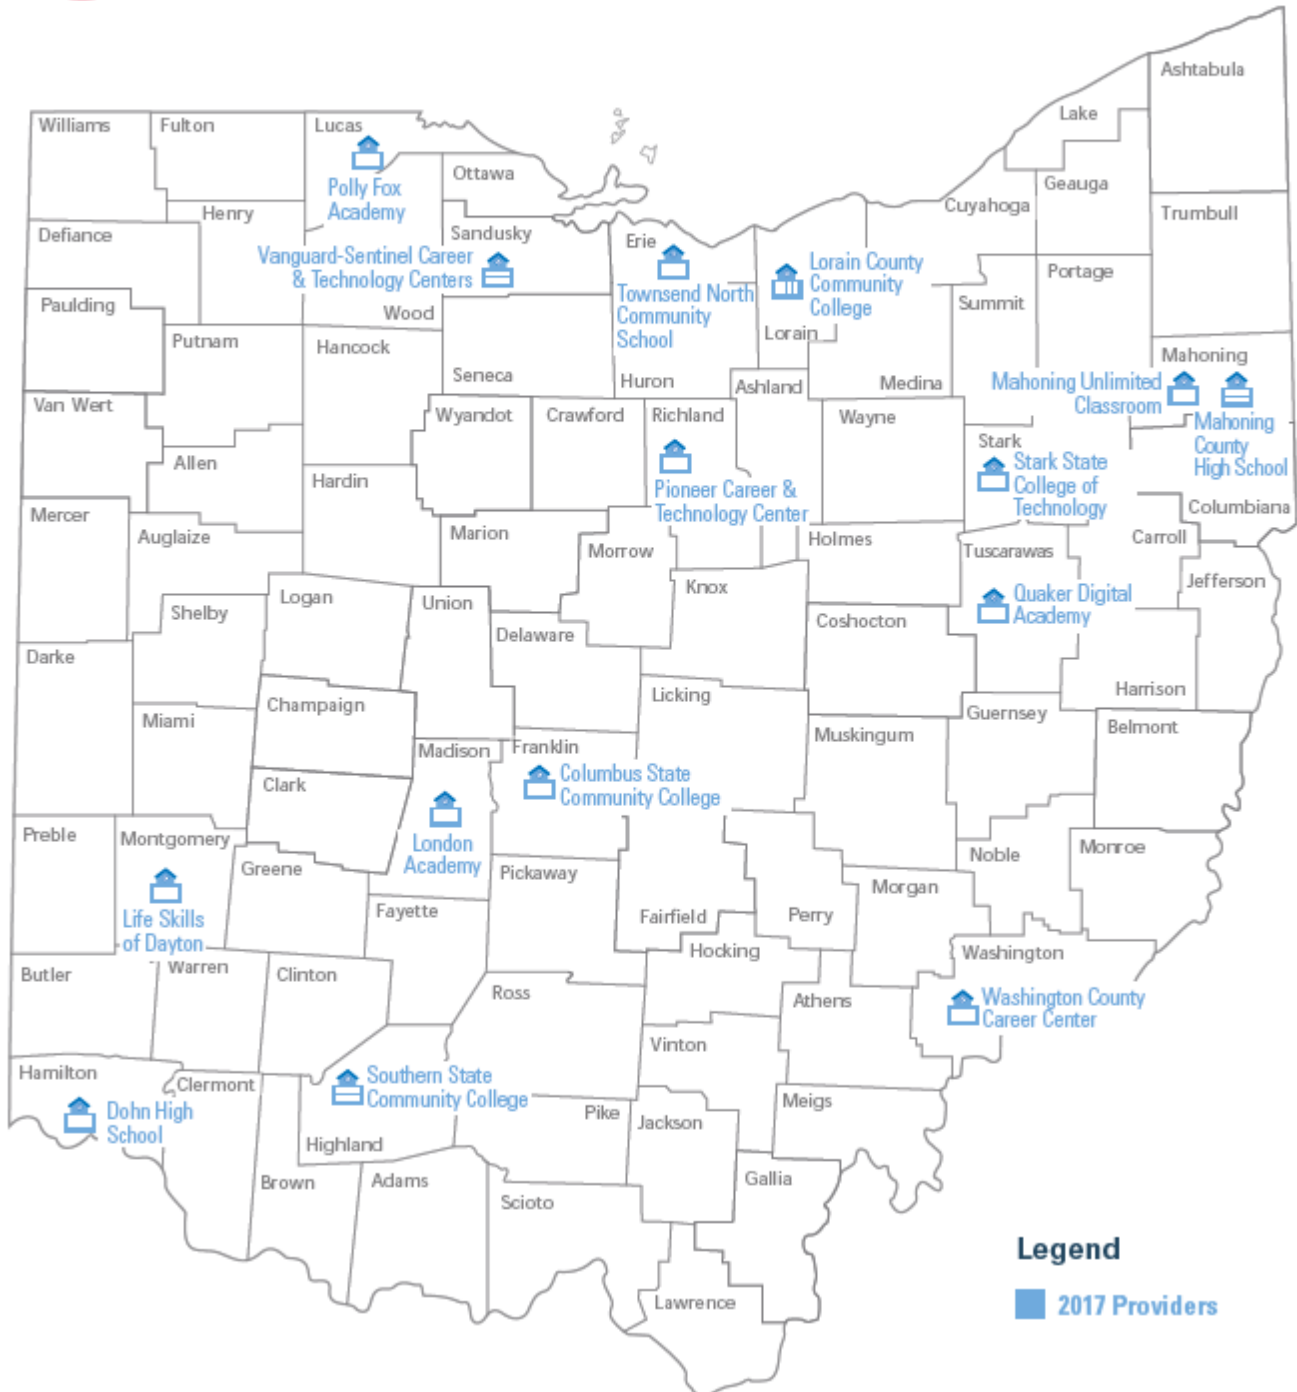 Ashtabula
Lake
Williams
Fulton
Lucas
Ottawa
Geauga
Polly Fox
Academy
Henry
Cuyahoga
Trumbull
Defiance
Sandusky
Erie
Vanguard-Sentinel Career
& Technology Centers
Lorain County
Community
College
Portage
Townsend North
Community
School
Paulding
Wood
Summit
Putnam
Hancock
Lorain
Mahoning
Seneca
Huron
Ashland
Medina
Mahoning Unlimited
Classroom
Van Wert
Wyandot
Crawford
Richland
Wayne
Mahoning
County
High School
Stark
Allen
Hardin
Stark State
College of
Technology
Pioneer Career &
Technology Center
Mercer
Columbiana
Auglaize
Marion
Morrow
Holmes
Tuscarawas
Carroll
Jefferson
Knox
Logan
Union
Shelby
Quaker Digital
Academy
Coshocton
Delaware
Darke
Licking
Harrison
Champaign
Miami
Guernsey
Muskingum
Belmont
Madison
Franklin
Columbus State
Community College
Clark
Preble
Montgomery
London
Academy
Noble
Monroe
Greene
Pickaway
Morgan
Life Skills
of Dayton
Fayette
Fairfield
Perry
Hocking
Washington
Butler
Warren
Clinton
Ross
Athens
Washington County
Career Center
Vinton
Hamilton
Clermont
Southern State
Community College
Dohn High
School
Pike
Jackson
Meigs
Highland
Brown
Adams
Gallia
Scioto
Lawrence
Legend
2017 Providers